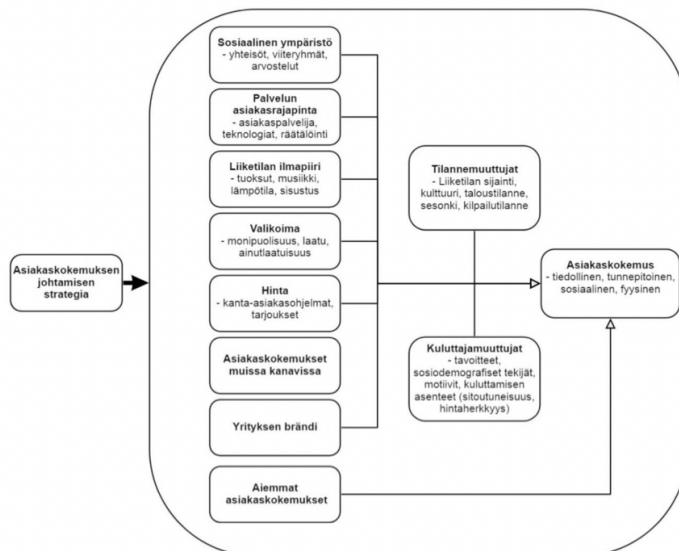 Sosiaalinen ympäristö
- yhteisöt, viiteryhmät,
arvostelut
Palvelun
asiakasrajapinta
- asiakaspalvelija,
teknologiat, räätälöinti
Liiketilan ilmapiiri
- tuoksut, musiikki,
lämpötila, sisustus
Valikoima
- monipuolisuus, laatu,
ainutlaatuisuus
Hinta
- kanta-asiakasohjelmat,
tarjoukset
Asiakaskokemukset
muissa kanavissa
Yrityksen brändi
Aiemmat
asiakaskokemukset
Asiakaskokemuksen
johtamisen
strategia
Tilannemuuttujat
- Liiketilan sijainti,
kulttuuri, taloustilanne,
sesonki, kilpailutilanne
Kuluttajamuuttujat
- tavoitteet,
sosiodemografiset tekijät,
motiivit, kuluttamisen
asenteet (sitoutuneisuus,
hintaherkkyys)
Asiakaskokemus
- tiedollinen, tunnepitoinen,
sosiaalinen, fyysinen